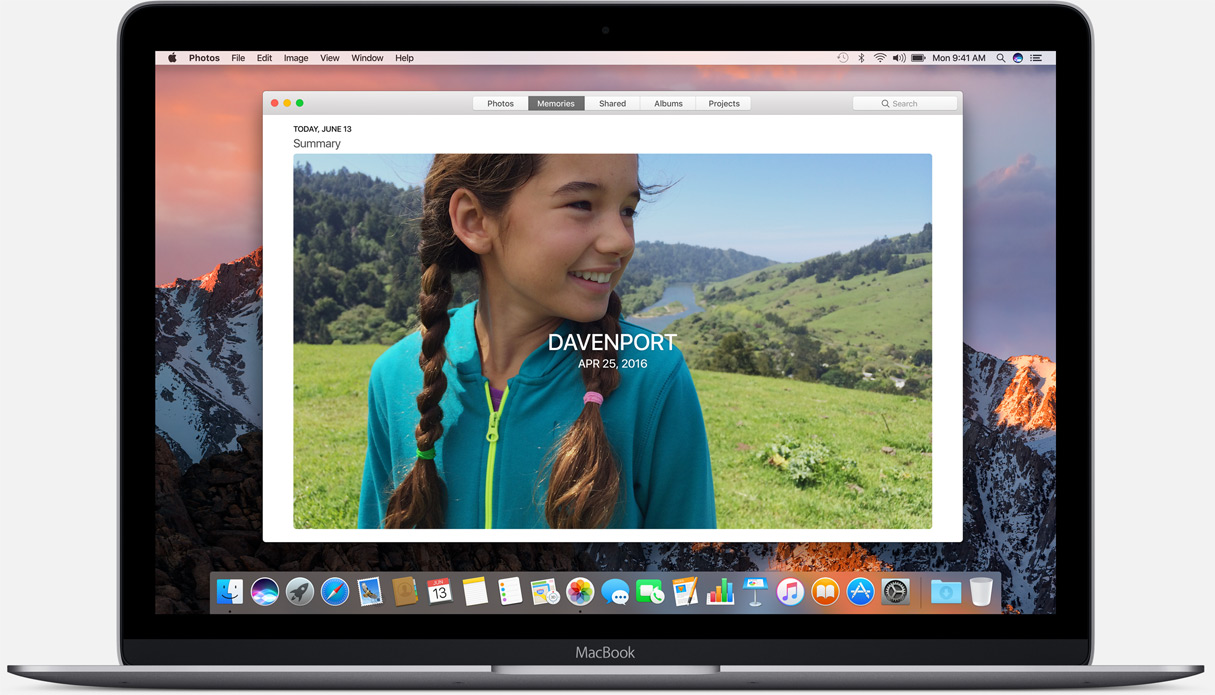 Photos File Edit Image View Window Help Mon 9:41 AM
Photos Memories Shared Albums Projects Search
TODAY, JUNE 13
Summary
DAVENPORT
APR 25, 2016
JUN
13
MacBook